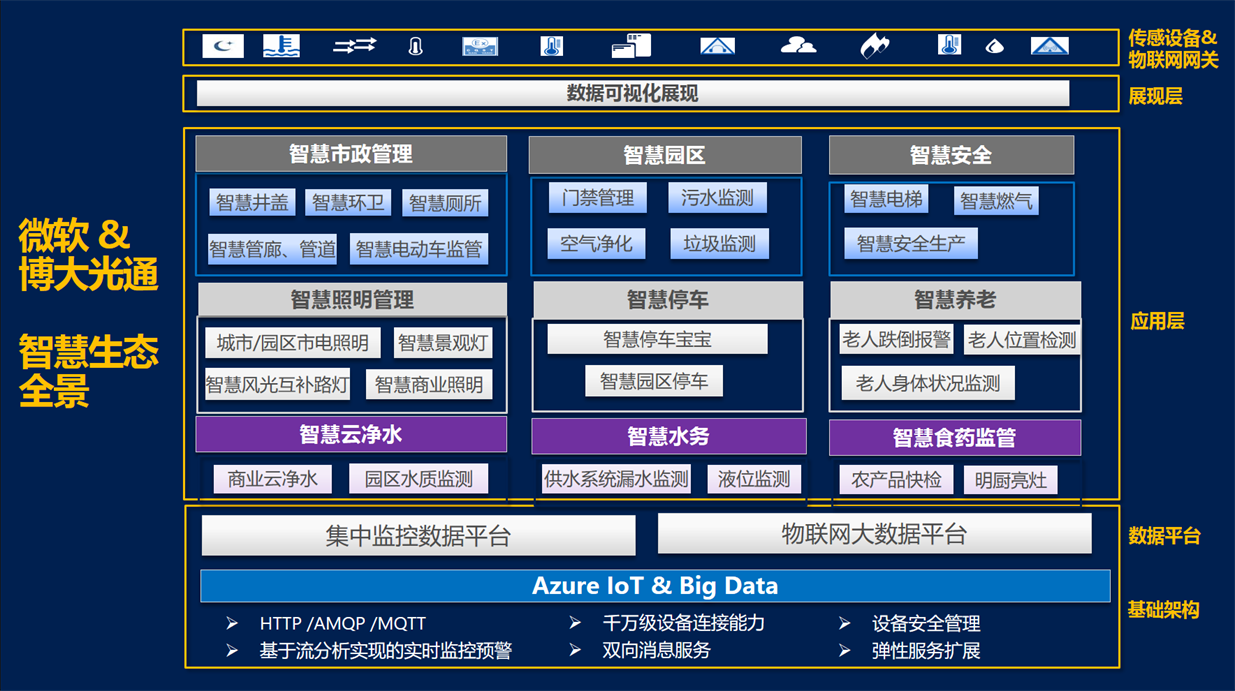 传感设备&
物联网网关
数据可视化展现
展现层
微软 &
博大光通
智慧生态
全景
智慧市政管理
智慧井盖 智慧环卫 智慧厕所
智慧管廊、管道 智慧电动车监管
智慧园区
门禁管理 污水监测
空气净化 垃圾监测
智慧安全
智慧电梯 智慧燃气
智慧安全生产
智慧照明管理
城市/园区市电照明 智慧景观灯
智慧风光互补路灯 智慧商业照明
智慧停车
智慧停车宝宝
智慧园区停车
智慧养老
老人跌倒报警 老人位置检测
老人身体状况监测
应用层
智慧云净水
商业云净水 园区水质监测
智慧水务
供水系统漏水监测 液位监测
智慧食药监管
农产品快检 明厨亮灶
集中监控数据平台 物联网大数据平台
数据平台
Azure IoT & Big Data
基础架构
HTTP /AMQP /MQTT
基于流分析实现的实时监控预警
千万级设备连接能力
双向消息服务
设备安全管理
弹性服务扩展